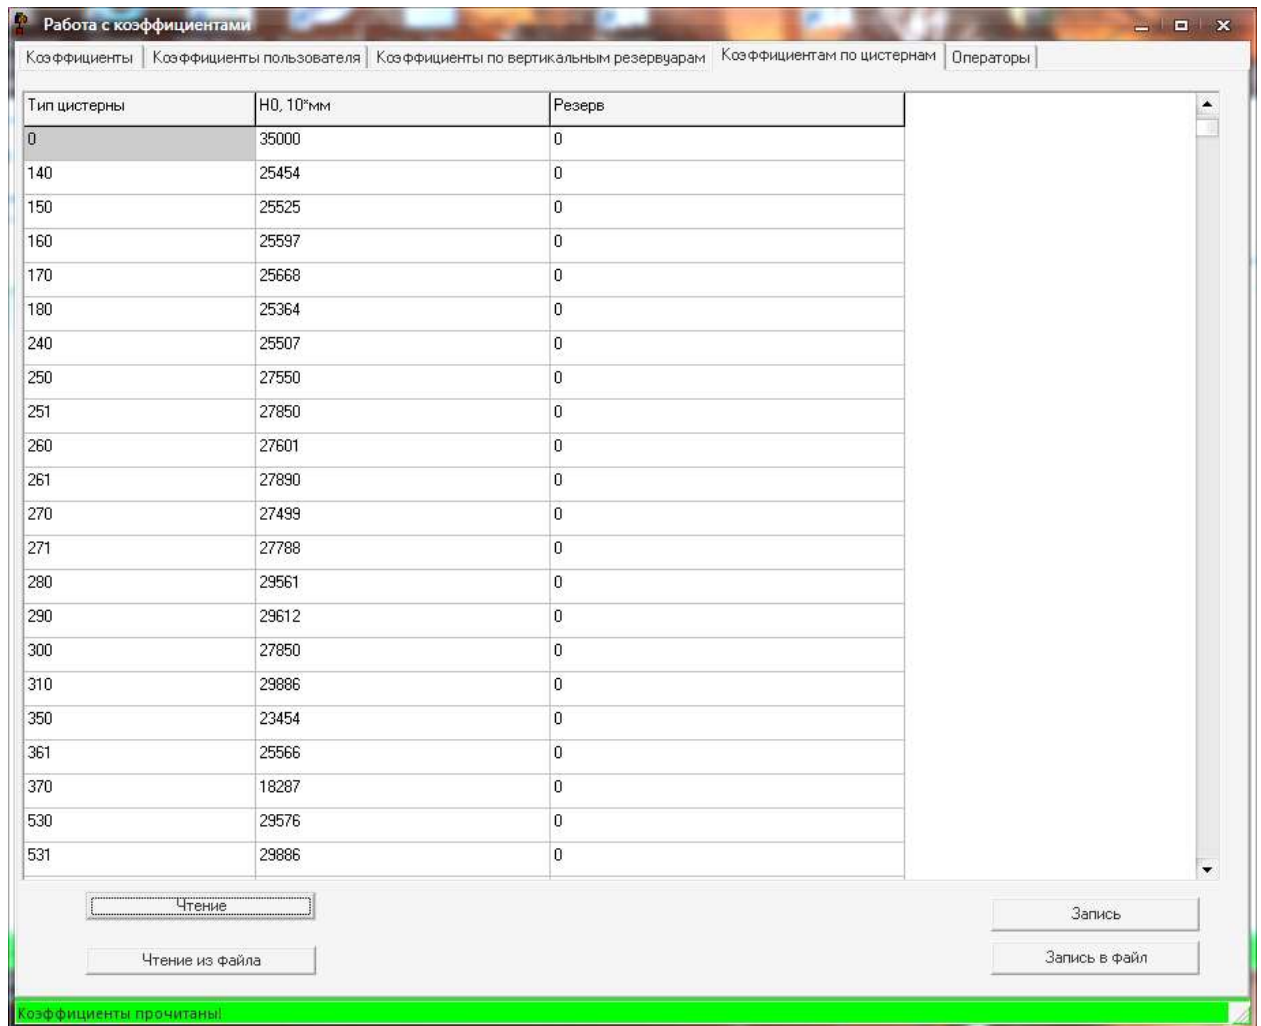 Работа с коэффициентами
Коэффициенты Коэффициенты пользователя Коэффициенты по вертикальным резервуарам Коэффициентам по цистернам Операторы
Тип цистерны Н0, 10*мм Резерв
0 35000 0
140 25454 0
150 25525 0
160 25597 0
170 25668 0
180 25364 0
240 25507 0
250 27550 0
251 27850 0
260 27601 0
261 27890 0
270 27499 0
271 27788 0
280 29561 0
290 29612 0
300 27850 0
310 29886 0
350 23454 0
361 25566 0
370 18287 0
530 29576 0
531 29886 0
Чтение Запись
Чтение из файла Запись в файл
Коэффициенты прочитаны!